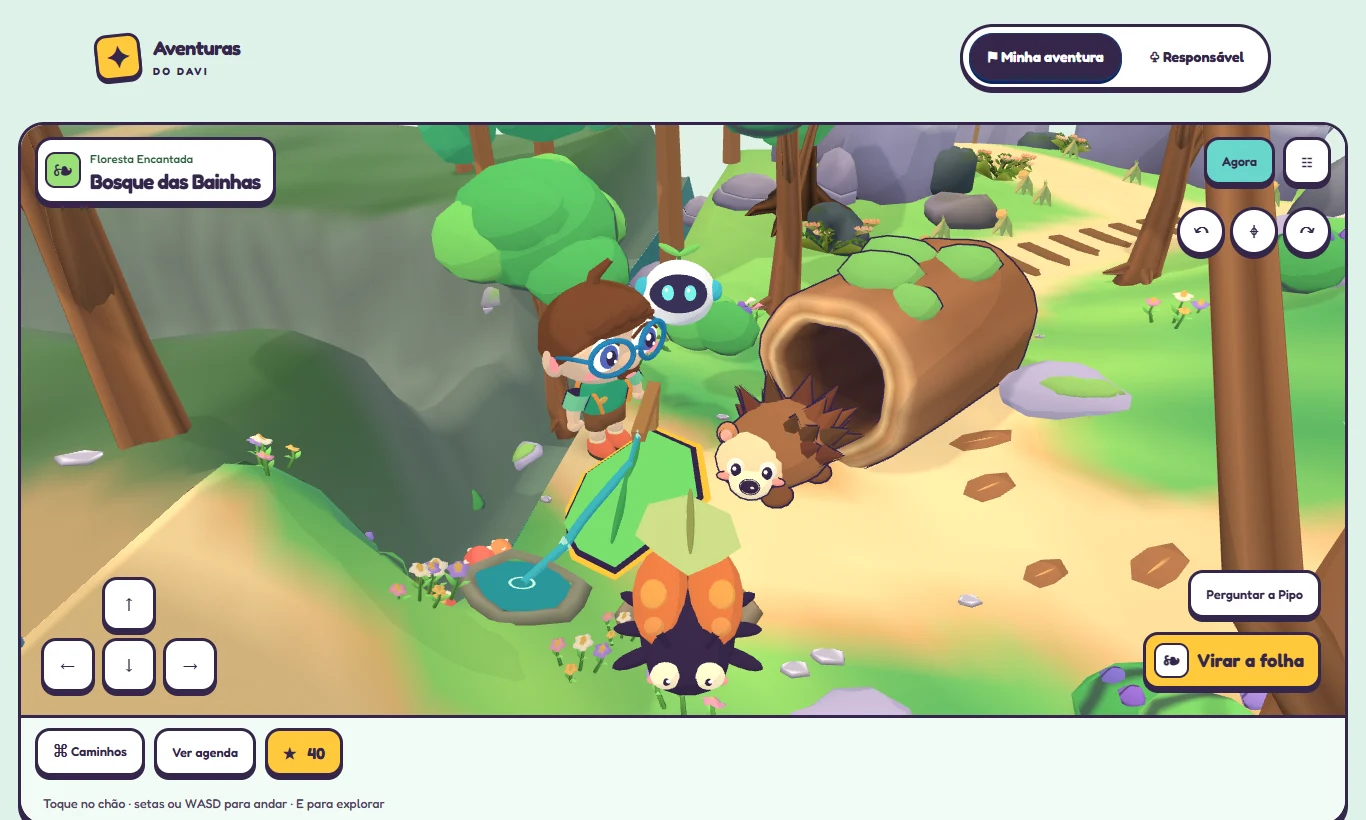 Aventuras
DO DAVI
Minha aventura
Responsável
Floresta Encantada
Bosque das Bainhas
Agora
Perguntar a Pipo
Virar a folha
Caminhos
Ver agenda
★ 40
Toque no chão · setas ou WASD para andar · E para explorar